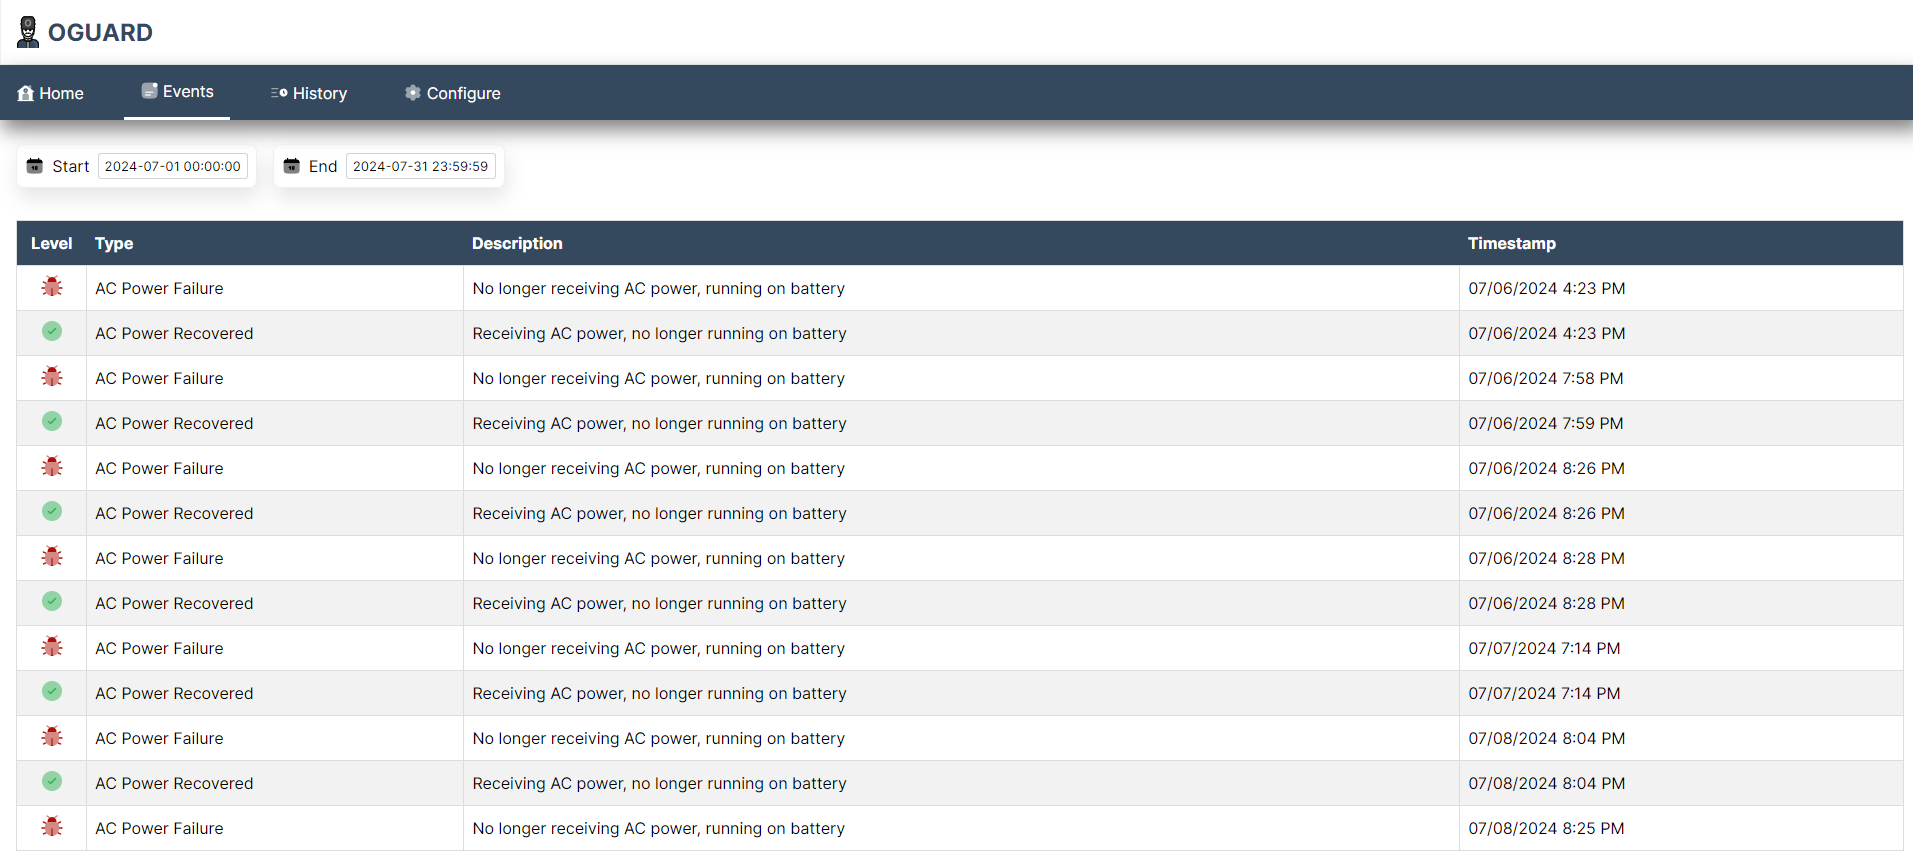 OGUARD
Home Events History Configure
Start 2024-07-01 00:00:00 End 2024-07-31 23:59:59
Level Type Description Timestamp
AC Power Failure No longer receiving AC power, running on battery 07/06/2024 4:23 PM
AC Power Recovered Receiving AC power, no longer running on battery 07/06/2024 4:23 PM
AC Power Failure No longer receiving AC power, running on battery 07/06/2024 7:58 PM
AC Power Recovered Receiving AC power, no longer running on battery 07/06/2024 7:59 PM
AC Power Failure No longer receiving AC power, running on battery 07/06/2024 8:26 PM
AC Power Recovered Receiving AC power, no longer running on battery 07/06/2024 8:26 PM
AC Power Failure No longer receiving AC power, running on battery 07/06/2024 8:28 PM
AC Power Recovered Receiving AC power, no longer running on battery 07/06/2024 8:28 PM
AC Power Failure No longer receiving AC power, running on battery 07/07/2024 7:14 PM
AC Power Recovered Receiving AC power, no longer running on battery 07/07/2024 7:14 PM
AC Power Failure No longer receiving AC power, running on battery 07/08/2024 8:04 PM
AC Power Recovered Receiving AC power, no longer running on battery 07/08/2024 8:04 PM
AC Power Failure No longer receiving AC power, running on battery 07/08/2024 8:25 PM